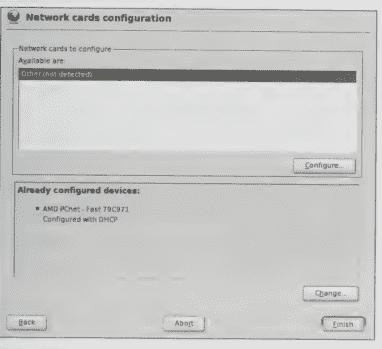 Network cards configuration
Network cards to configure
Available are:
Other (not detected)
Configure...
Already configured devices:
AMD PCnet - Fast 79C971
Configured with DHCP
Change...
Back
Abort
Finish